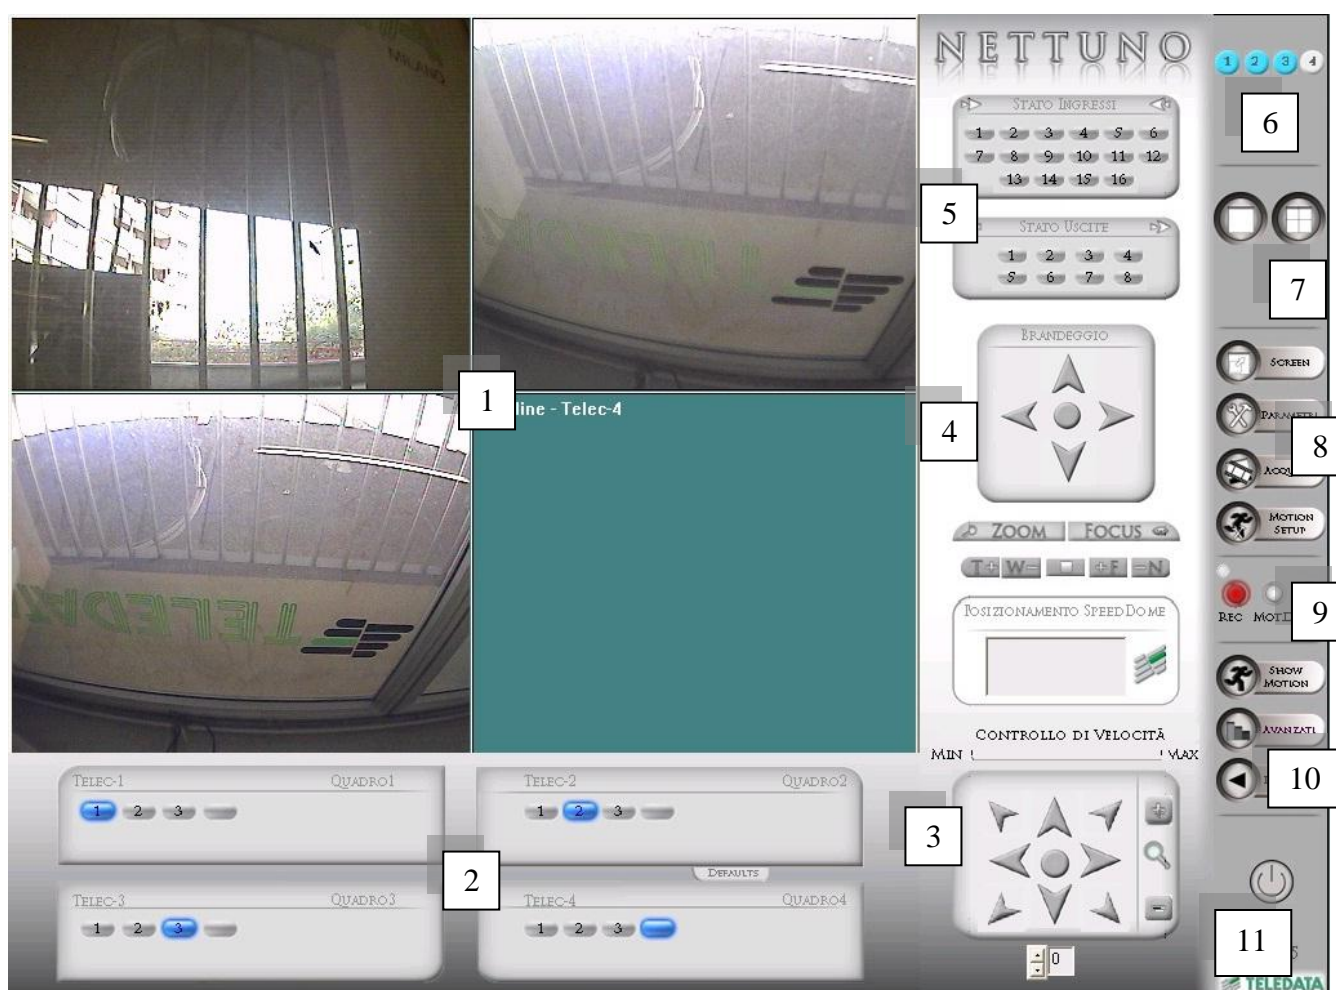 NETTUNO
1 2 3 4
6
STATO INGRESSI
1 2 3 4 5 6
7 8 9 10 11 12
13 14 15 16
5
STATO USCITE
1 2 3 4
5 6 7 8
7
BRANDEGGIO
4
SCREEN
PARAMETRI
8
MOTION
SETUP
ZOOM FOCUS
T+ W- +F -N
1
line - Telec-4
POSIZIONAMENTO SPEEDDOME
REC
9
SHOW
MOTION
AVANZATI
10
CONTROLLO DI VELOCITÀ
MIN MAX
TELEC-1 QUADRO1
1 2 3
TELEC-2 QUADRO2
1 2 3
2
DEFAULTS
TELEC-3 QUADRO3
1 2 3
TELEC-4 QUADRO4
1 2 3
3
+
-
0
11
TELEDATA
TELEDATA